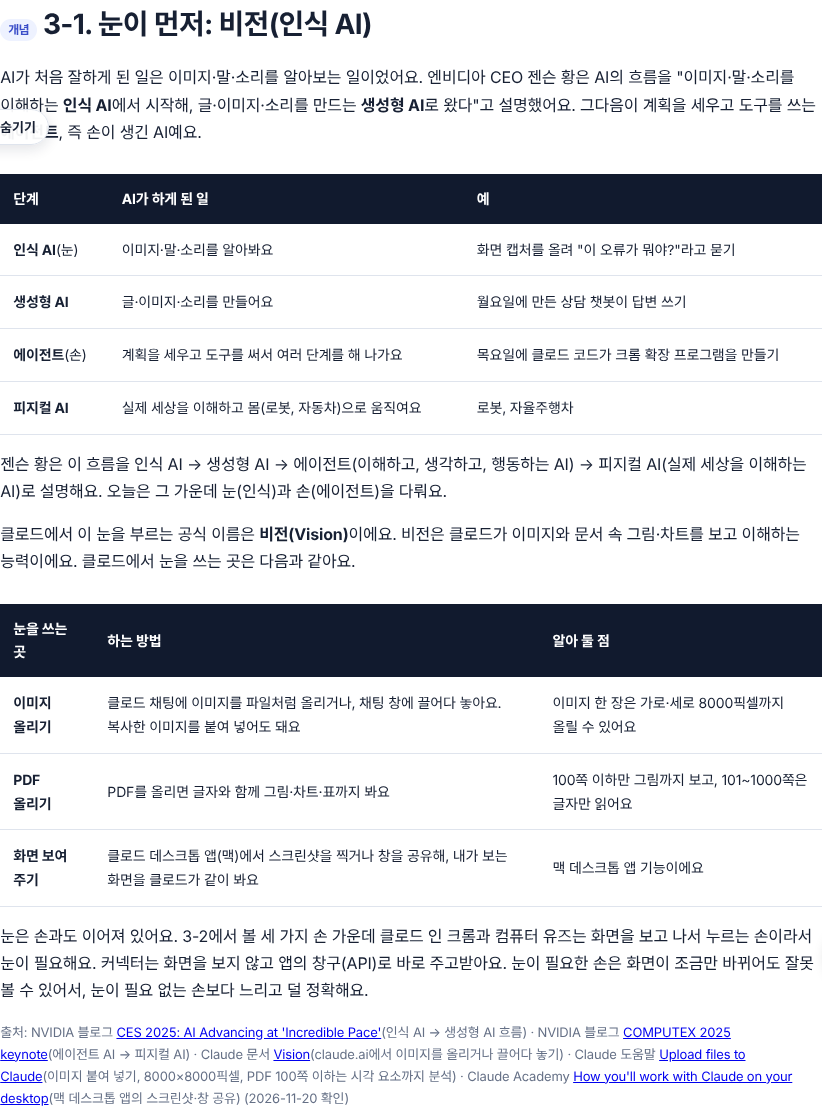 개념 3-1. 눈이 먼저: 비전(인식 AI)
AI가 처음 잘하게 된 일은 이미지·말·소리를 알아보는 일이었어요. 엔비디아 CEO 젠슨 황은 AI의 흐름을 "이미지·말·소리를
이해하는 인식 AI에서 시작해, 글·이미지·소리를 만드는 생성형 AI로 왔다"고 설명했어요. 그다음이 계획을 세우고 도구를 쓰는
숨기기 트, 즉 손이 생긴 AI예요.
단계 AI가 하게 된 일 예
인식 AI(눈) 이미지·말·소리를 알아봐요 화면 캡처를 올려 "이 오류가 뭐야?"라고 묻기
생성형 AI 글·이미지·소리를 만들어요 월요일에 만든 상담 챗봇이 답변 쓰기
에이전트(손) 계획을 세우고 도구를 써서 여러 단계를 해 나가요 목요일에 클로드 코드가 크롬 확장 프로그램을 만들기
피지컬 AI 실제 세상을 이해하고 몸(로봇, 자동차)으로 움직여요 로봇, 자율주행차
젠슨 황은 이 흐름을 인식 AI → 생성형 AI → 에이전트(이해하고, 생각하고, 행동하는 AI) → 피지컬 AI(실제 세상을 이해하는
AI)로 설명해요. 오늘은 그 가운데 눈(인식)과 손(에이전트)을 다뤄요.
클로드에서 이 눈을 부르는 공식 이름은 비전(Vision)이에요. 비전은 클로드가 이미지와 문서 속 그림·차트를 보고 이해하는
능력이에요. 클로드에서 눈을 쓰는 곳은 다음과 같아요.
눈을 쓰는
곳 하는 방법 알아 둘 점
이미지 클로드 채팅에 이미지를 파일처럼 올리거나, 채팅 창에 끌어다 놓아요. 이미지 한 장은 가로·세로 8000픽셀까지
올리기 복사한 이미지를 붙여 넣어도 돼요 올릴 수 있어요
PDF 100쪽 이하만 그림까지 보고, 101~1000쪽은
올리기 PDF를 올리면 글자와 함께 그림·차트·표까지 봐요 글자만 읽어요
화면 보여 클로드 데스크톱 앱(맥)에서 스크린샷을 찍거나 창을 공유해, 내가 보는
주기 화면을 클로드가 같이 봐요 맥 데스크톱 앱 기능이에요
눈은 손과도 이어져 있어요. 3-2에서 볼 세 가지 손 가운데 클로드 인 크롬과 컴퓨터 유즈는 화면을 보고 나서 누르는 손이라서
눈이 필요해요. 커넥터는 화면을 보지 않고 앱의 창구(API)로 바로 주고받아요. 눈이 필요한 손은 화면이 조금만 바뀌어도 잘못
볼 수 있어서, 눈이 필요 없는 손보다 느리고 덜 정확해요.
출처: NVIDIA 블로그 CES 2025: AI Advancing at 'Incredible Pace'(인식 AI → 생성형 AI 흐름) · NVIDIA 블로그 COMPUTEX 2025
keynote(에이전트 AI → 피지컬 AI) · Claude 문서 Vision(claude.ai에서 이미지를 올리거나 끌어다 놓기) · Claude 도움말 Upload files to
Claude(이미지 붙여 넣기, 8000×8000픽셀, PDF 100쪽 이하는 시각 요소까지 분석) · Claude Academy How you'll work with Claude on your
desktop(맥 데스크톱 앱의 스크린샷·창 공유) (2026-11-20 확인)